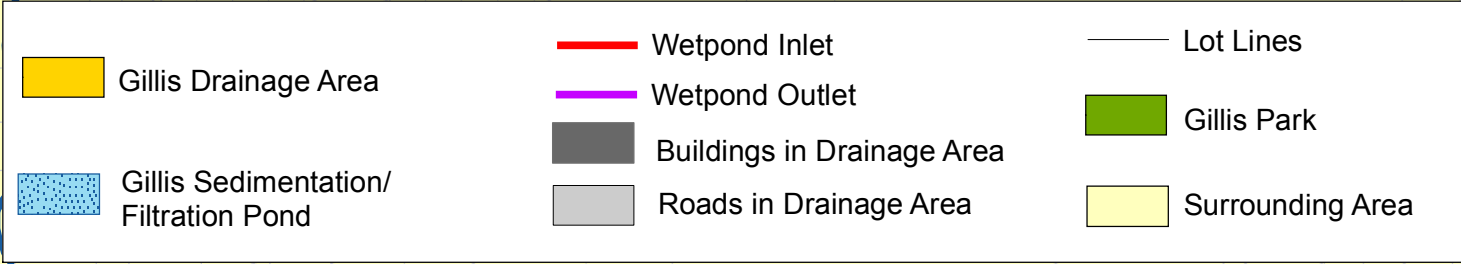 Gillis Drainage Area
Gillis Sedimentation/
Filtration Pond
Wetpond Inlet
Wetpond Outlet
Buildings in Drainage Area
Roads in Drainage Area
Lot Lines
Gillis Park
Surrounding Area